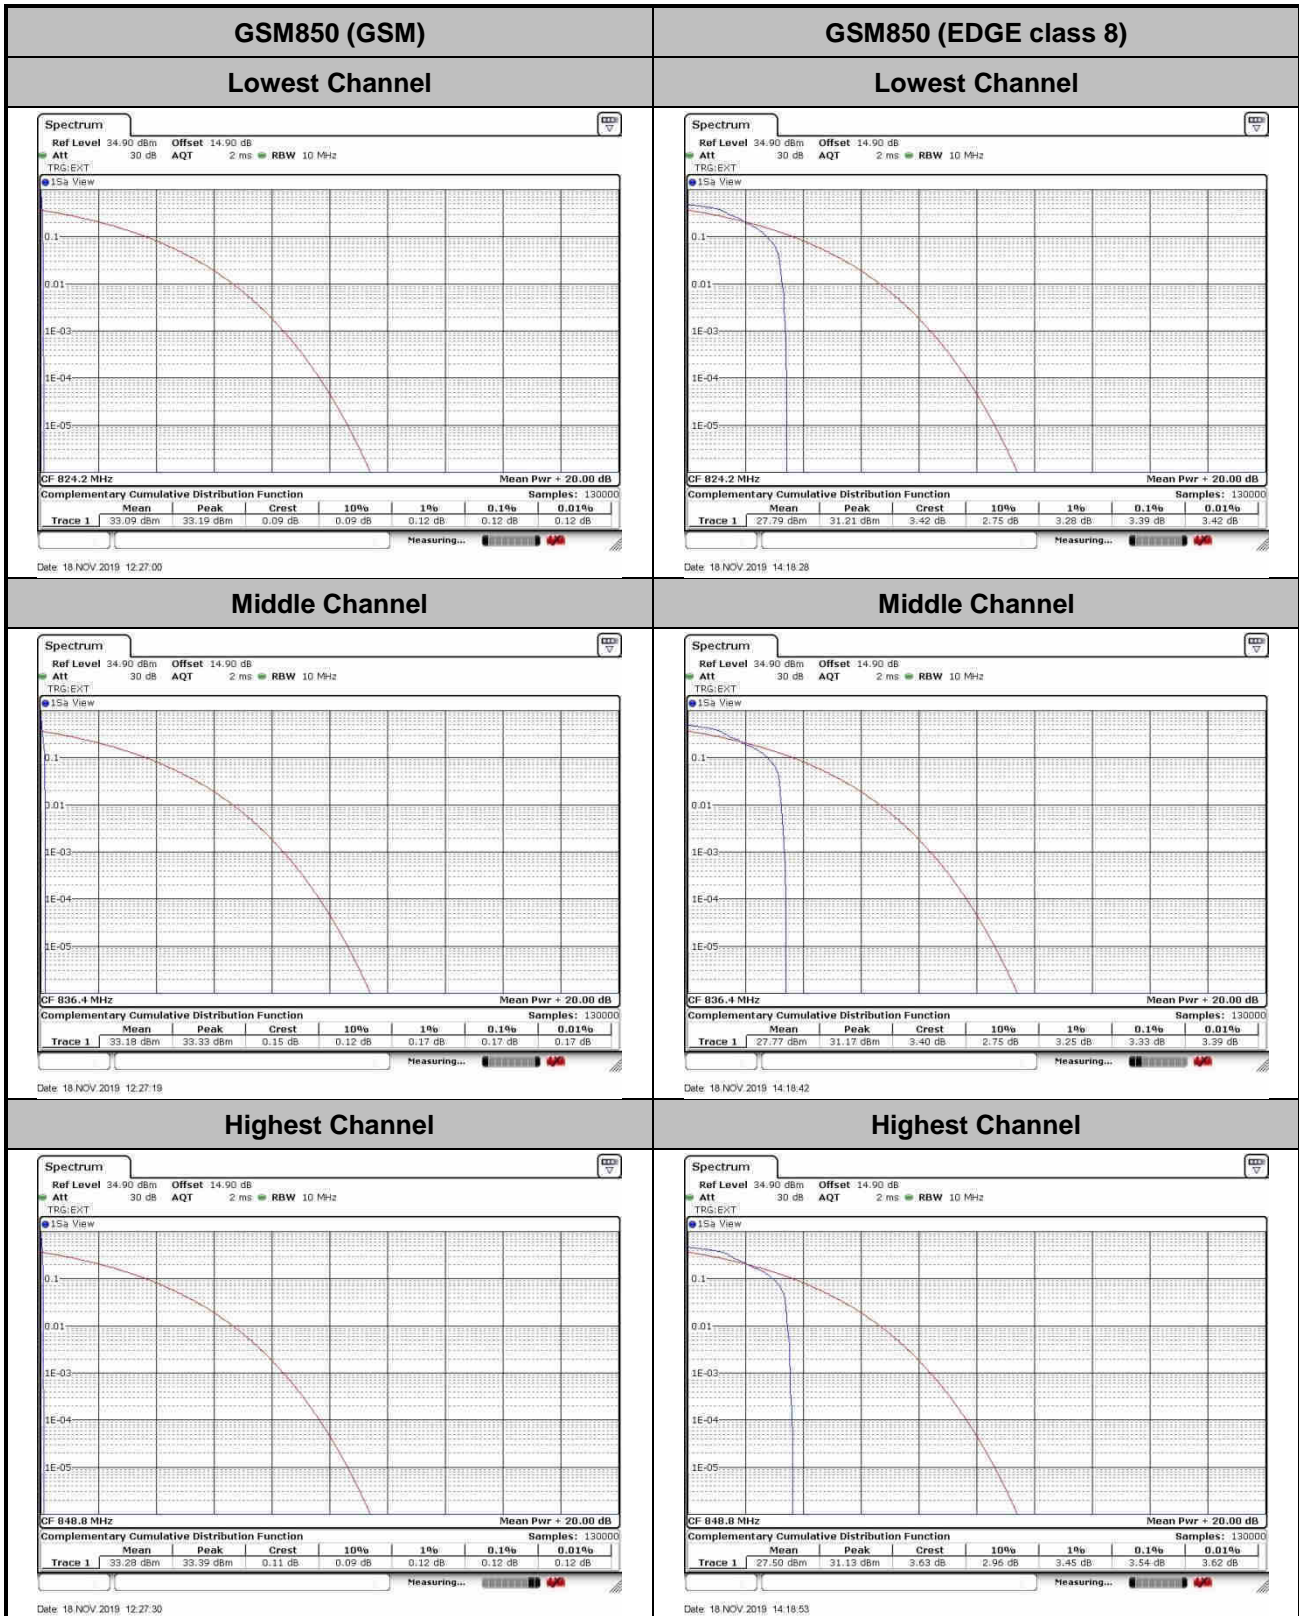 GSM850 (GSM)
GSM850 (EDGE class 8)
Lowest Channel
Lowest Channel
Spectrum
Ref Level 34.90 dBm Offset 14.90 dB
Att 30 dB AQT 2 ms RBW 10 MHz
TRG:EXT
1Sa View
0.1
0.01
1E-03
1E-04
1E-05
CF 824.2 MHz Mean Pwr + 20.00 dB
Complementary Cumulative Distribution Function Samples: 130000
Mean Peak Crest 10% 1% 0.1% 0.01%
Trace 1 33.09 dBm 33.19 dBm 0.09 dB 0.09 dB 0.12 dB 0.12 dB 0.12 dB
Measuring...
Date: 18.NOV.2019 12:27:00
Spectrum
Ref Level 34.90 dBm Offset 14.90 dB
Att 30 dB AQT 2 ms RBW 10 MHz
TRG:EXT
1Sa View
0.1
0.01
1E-03
1E-04
1E-05
CF 824.2 MHz Mean Pwr + 20.00 dB
Complementary Cumulative Distribution Function Samples: 130000
Mean Peak Crest 10% 1% 0.1% 0.01%
Trace 1 27.79 dBm 31.21 dBm 3.42 dB 2.75 dB 3.28 dB 3.39 dB 3.42 dB
Measuring...
Date: 18.NOV.2019 14:18:28
Middle Channel
Middle Channel
Spectrum
Ref Level 34.90 dBm Offset 14.90 dB
Att 30 dB AQT 2 ms RBW 10 MHz
TRG:EXT
1Sa View
0.1
0.01
1E-03
1E-04
1E-05
CF 836.4 MHz Mean Pwr + 20.00 dB
Complementary Cumulative Distribution Function Samples: 130000
Mean Peak Crest 10% 1% 0.1% 0.01%
Trace 1 33.18 dBm 33.33 dBm 0.15 dB 0.12 dB 0.17 dB 0.17 dB 0.17 dB
Measuring...
Date: 18.NOV.2019 12:27:19
Spectrum
Ref Level 34.90 dBm Offset 14.90 dB
Att 30 dB AQT 2 ms RBW 10 MHz
TRG:EXT
1Sa View
0.1
0.01
1E-03
1E-04
1E-05
CF 836.4 MHz Mean Pwr + 20.00 dB
Complementary Cumulative Distribution Function Samples: 130000
Mean Peak Crest 10% 1% 0.1% 0.01%
Trace 1 27.77 dBm 31.17 dBm 3.40 dB 2.75 dB 3.25 dB 3.33 dB 3.39 dB
Measuring...
Date: 18.NOV.2019 14:18:42
Highest Channel
Highest Channel
Spectrum
Ref Level 34.90 dBm Offset 14.90 dB
Att 30 dB AQT 2 ms RBW 10 MHz
TRG:EXT
1Sa View
0.1
0.01
1E-03
1E-04
1E-05
CF 848.8 MHz Mean Pwr + 20.00 dB
Complementary Cumulative Distribution Function Samples: 130000
Mean Peak Crest 10% 1% 0.1% 0.01%
Trace 1 33.28 dBm 33.39 dBm 0.11 dB 0.09 dB 0.12 dB 0.12 dB 0.12 dB
Measuring...
Date: 18.NOV.2019 12:27:30
Spectrum
Ref Level 34.90 dBm Offset 14.90 dB
Att 30 dB AQT 2 ms RBW 10 MHz
TRG:EXT
1Sa View
0.1
0.01
1E-03
1E-04
1E-05
CF 848.8 MHz Mean Pwr + 20.00 dB
Complementary Cumulative Distribution Function Samples: 130000
Mean Peak Crest 10% 1% 0.1% 0.01%
Trace 1 27.50 dBm 31.13 dBm 3.63 dB 2.96 dB 3.45 dB 3.54 dB 3.62 dB
Measuring...
Date: 18.NOV.2019 14:18:53